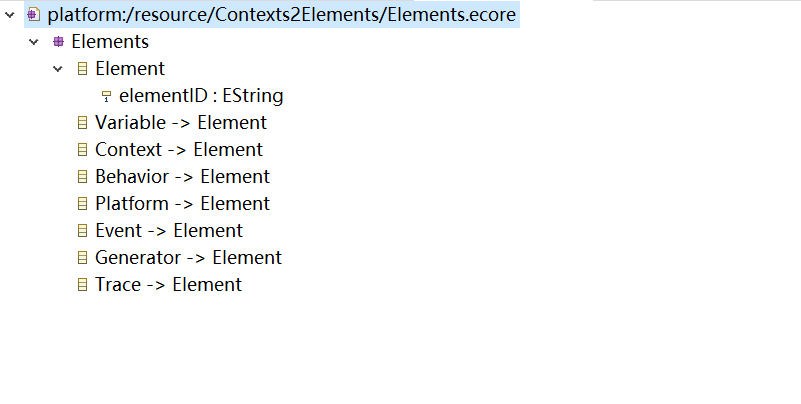 platform:/resource/Contexts2Elements/Elements.ecore
Elements
Element
elementID : EString
Variable -> Element
Context -> Element
Behavior -> Element
Platform -> Element
Event -> Element
Generator -> Element
Trace -> Element